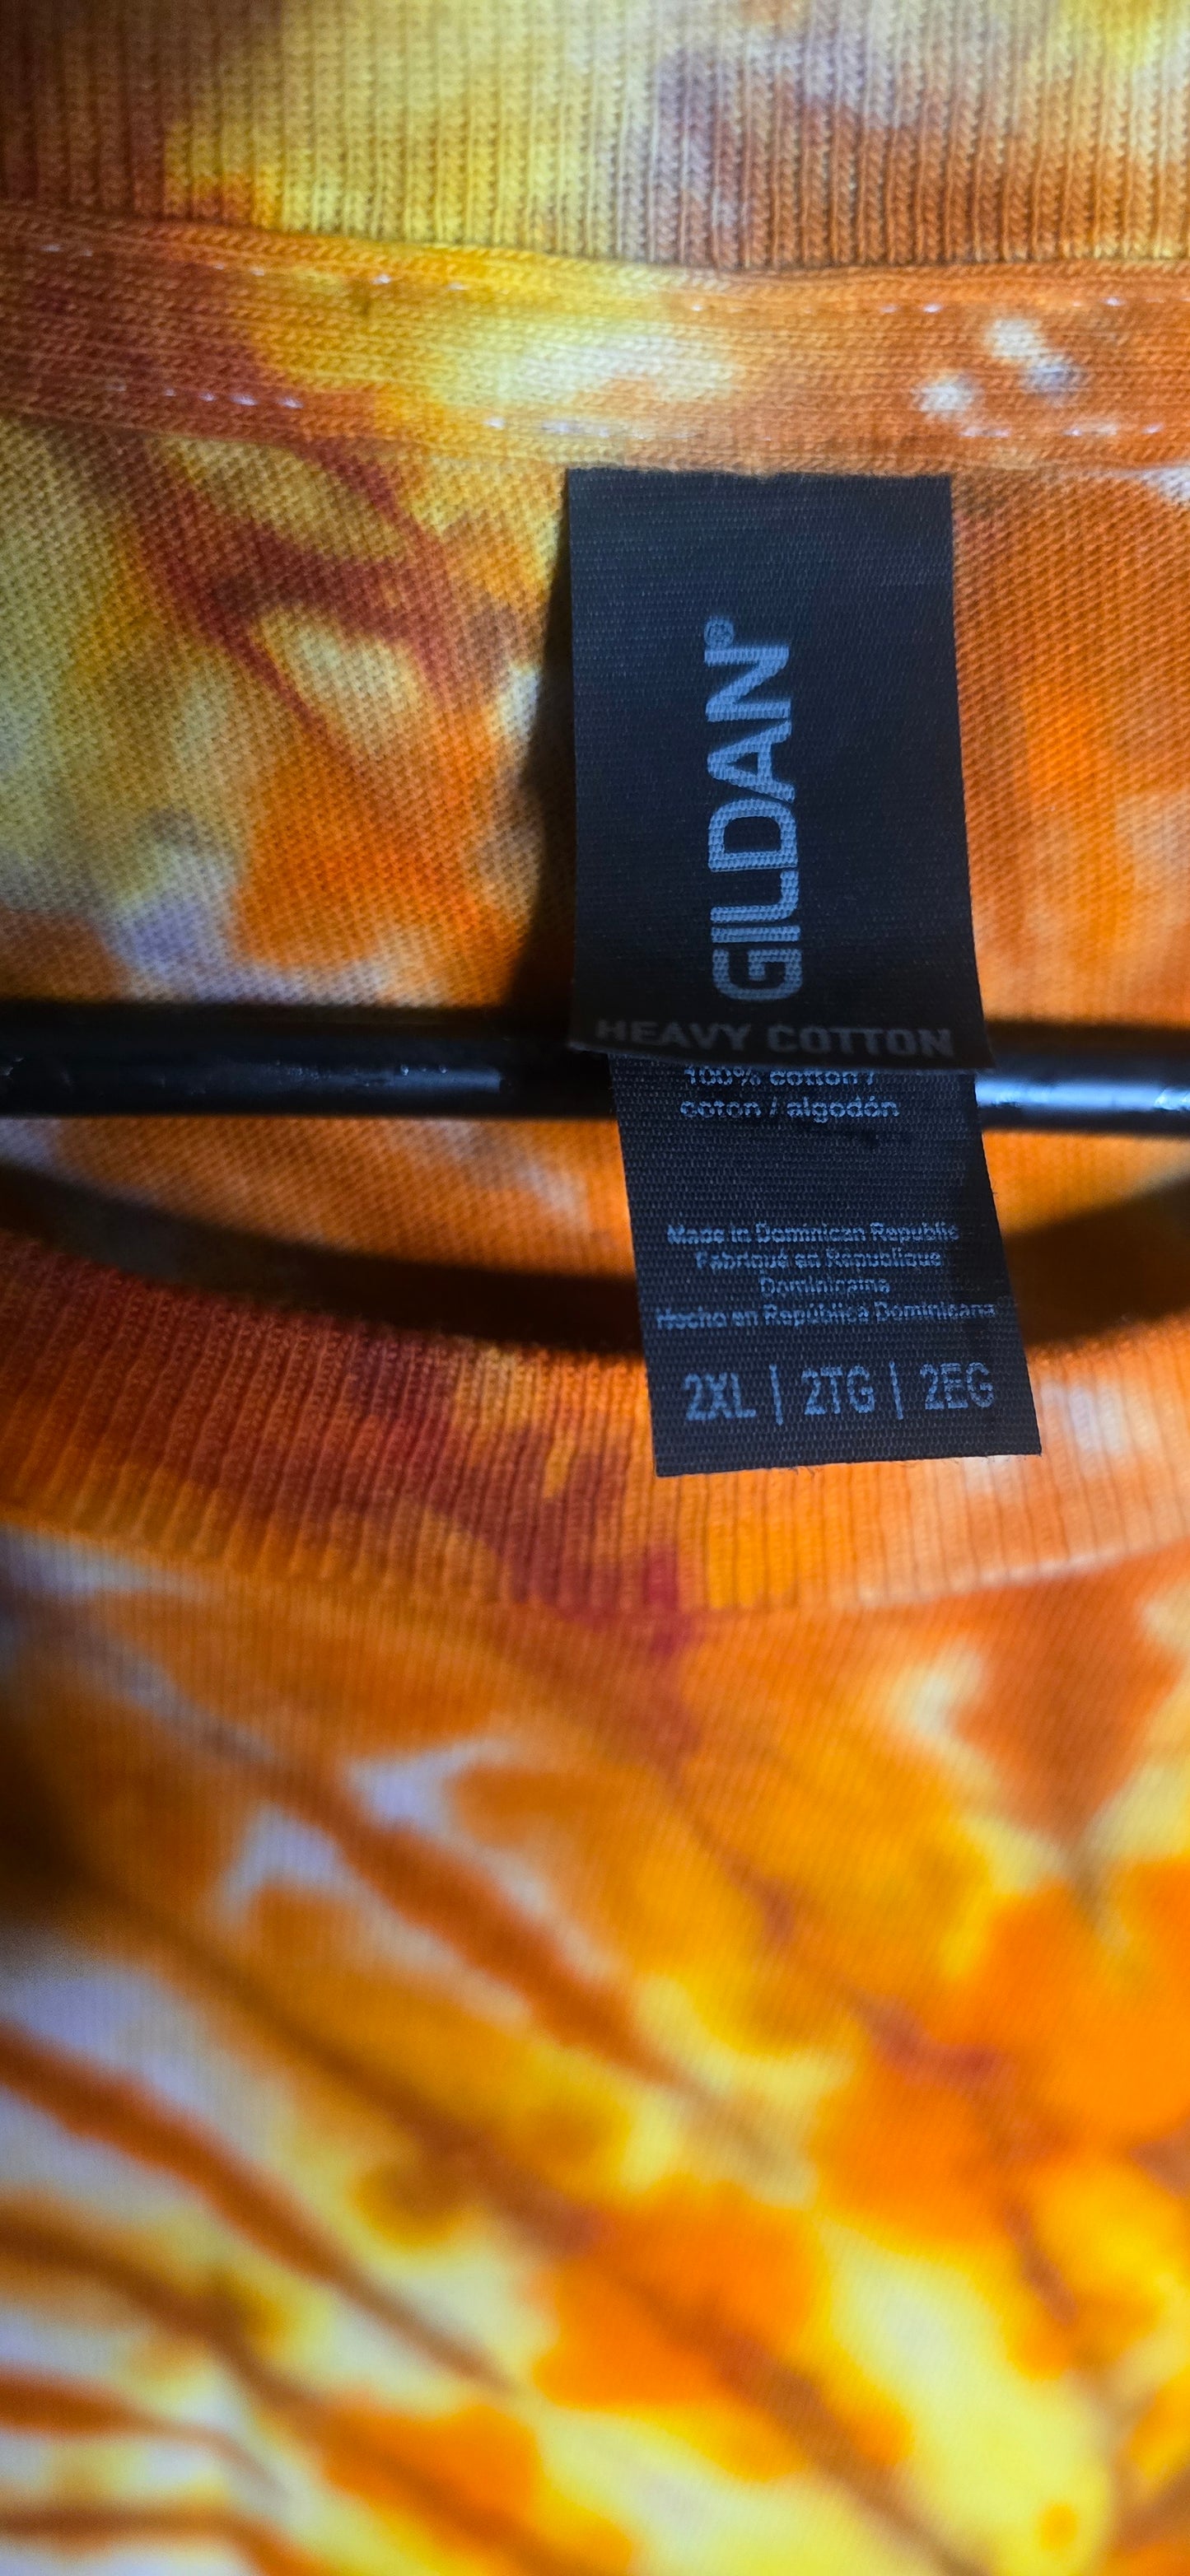 GILDAN®
HEAVY COTTON
100% cotton /
coton / algodón
Made in Dominican Republic
Fabriqué en Republique
Dominicaine
Hecho en República Dominicana
2XL | 2TG | 2EG